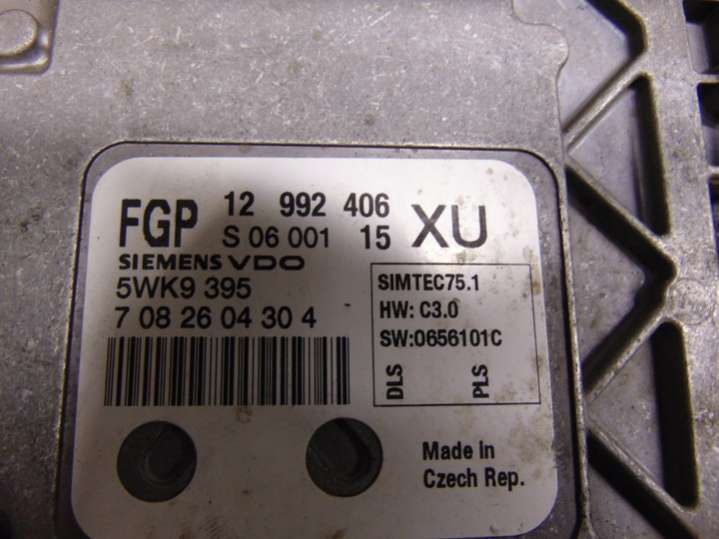 FGP 12 992 406 XU
S 06 001 15
SIEMENS VDO
5WK9 395
7 08 26 04 30 4
SIMTEC75.1
HW: C3.0
SW:0656101C
DLS PLS
Made in
Czech Rep.